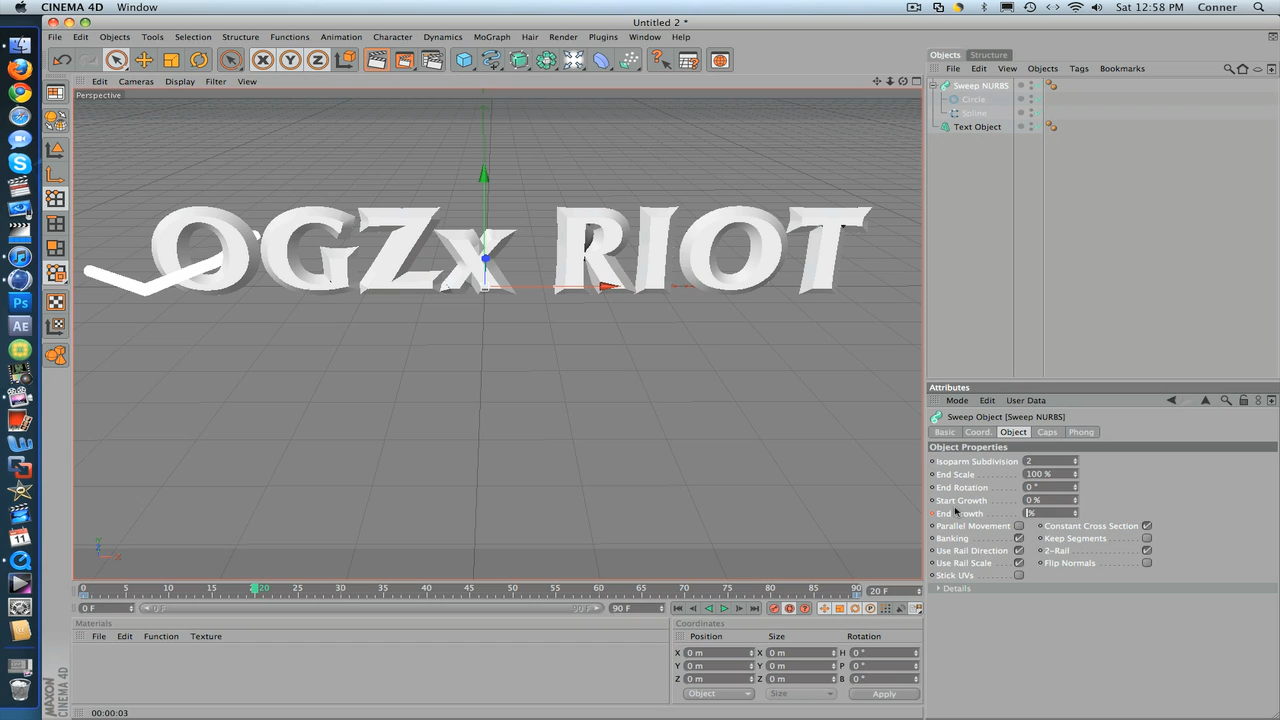 CINEMA 4D Window Sat 12:58 PM Conner
Untitled 2 *
File Edit Objects Tools Selection Structure Functions Animation Character Dynamics MoGraph Hair Render Plugins Window Help
X Y Z
Objects Structure
File Edit View Objects Tags Bookmarks
Edit Cameras Display Filter View
Perspective
Sweep NURBS
Circle
Spline
Text Object
OGZx RIOT
Attributes
Mode Edit User Data
Sweep Object [Sweep NURBS]
Basic Coord. Object Caps Phong
Object Properties
Isoparm Subdivision 2
End Scale 100 %
End Rotation 0 °
Start Growth 0 %
End Growth %
Parallel Movement Constant Cross Section
Banking Keep Segments
Use Rail Direction 2-Rail
Use Rail Scale Flip Normals
Stick UVs
Details
Y
Z
X
0 5 10 15 20 25 30 35 40 45 50 55 60 65 70 75 80 85 90 20 F
0 F 0 F 90 F 90 F
Materials
File Edit Function Texture
Coordinates
Position Size Rotation
X 0 m X 0 m H 0 °
Y 0 m Y 0 m P 0 °
Z 0 m Z 0 m B 0 °
Object Size Apply
MAXON
CINEMA 4D
00:00:03
Ps
Ae
11